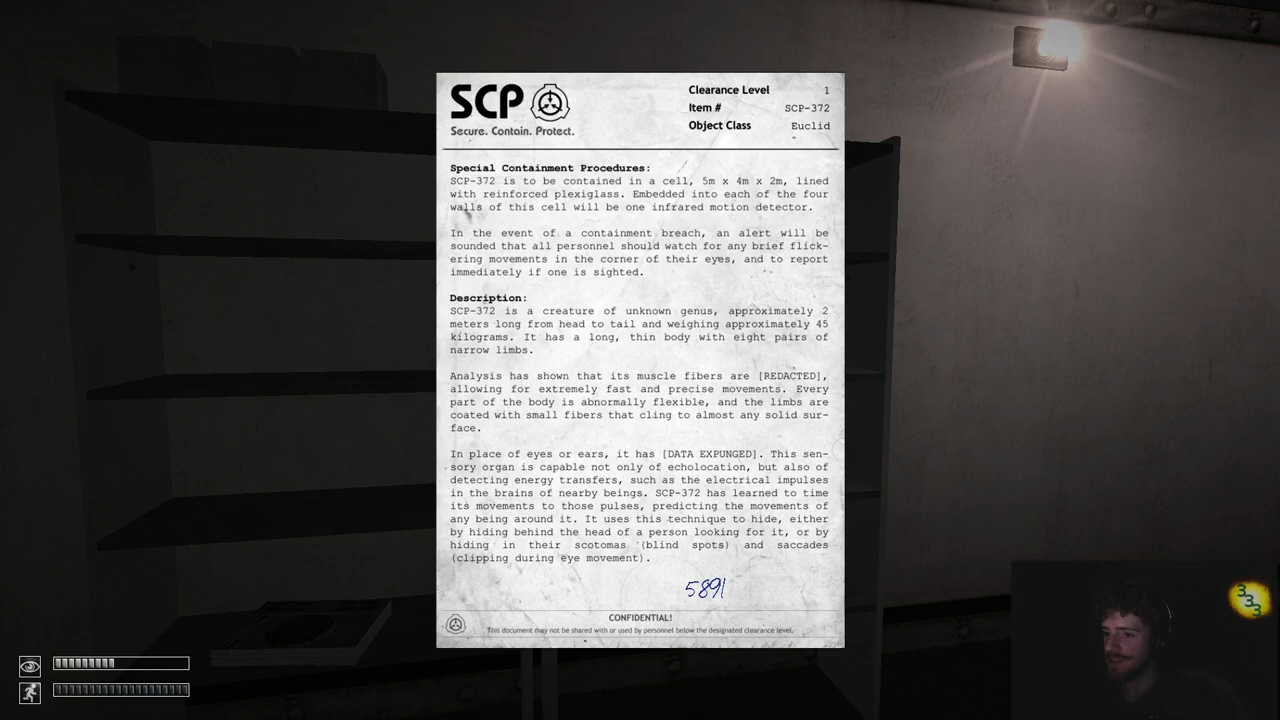 SCP
Secure. Contain. Protect.
Clearance Level 1
Item # SCP-372
Object Class Euclid
Special Containment Procedures:
SCP-372 is to be contained in a cell, 5m x 4m x 2m, lined
with reinforced plexiglass. Embedded into each of the four
walls of this cell will be one infrared motion detector.
In the event of a containment breach, an alert will be
sounded that all personnel should watch for any brief flick-
ering movements in the corner of their eyes, and to report
immediately if one is sighted.
Description:
SCP-372 is a creature of unknown genus, approximately 2
meters long from head to tail and weighing approximately 45
kilograms. It has a long, thin body with eight pairs of
narrow limbs.
Analysis has shown that its muscle fibers are [REDACTED],
allowing for extremely fast and precise movements. Every
part of the body is abnormally flexible, and the limbs are
coated with small fibers that cling to almost any solid sur-
face.
In place of eyes or ears, it has [DATA EXPUNGED]. This sen-
sory organ is capable not only of echolocation, but also of
detecting energy transfers, such as the electrical impulses
in the brains of nearby beings. SCP-372 has learned to time
its movements to those pulses, predicting the movements of
any being around it. It uses this technique to hide, either
by hiding behind the head of a person looking for it, or by
hiding in their scotomas (blind spots) and saccades
(clipping during eye movement).
5891
CONFIDENTIAL!
This document may not be shared with or used by personnel below the designated clearance level.
333